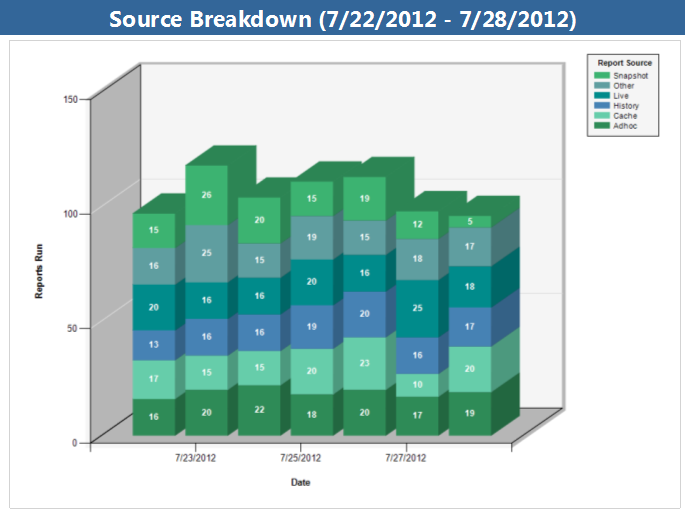 Source Breakdown (7/22/2012 - 7/28/2012)
Report Source
Snapshot
Other
Live
History
Cache
Adhoc
150
100
50
0
Reports Run
15 26 20 15 19 12 5
16 25 15 19 15 18 17
20 16 16 20 16 25 18
13 16 16 19 20 16 17
17 15 15 20 23 10 20
16 20 22 18 20 17 19
7/23/2012 7/25/2012 7/27/2012
Date